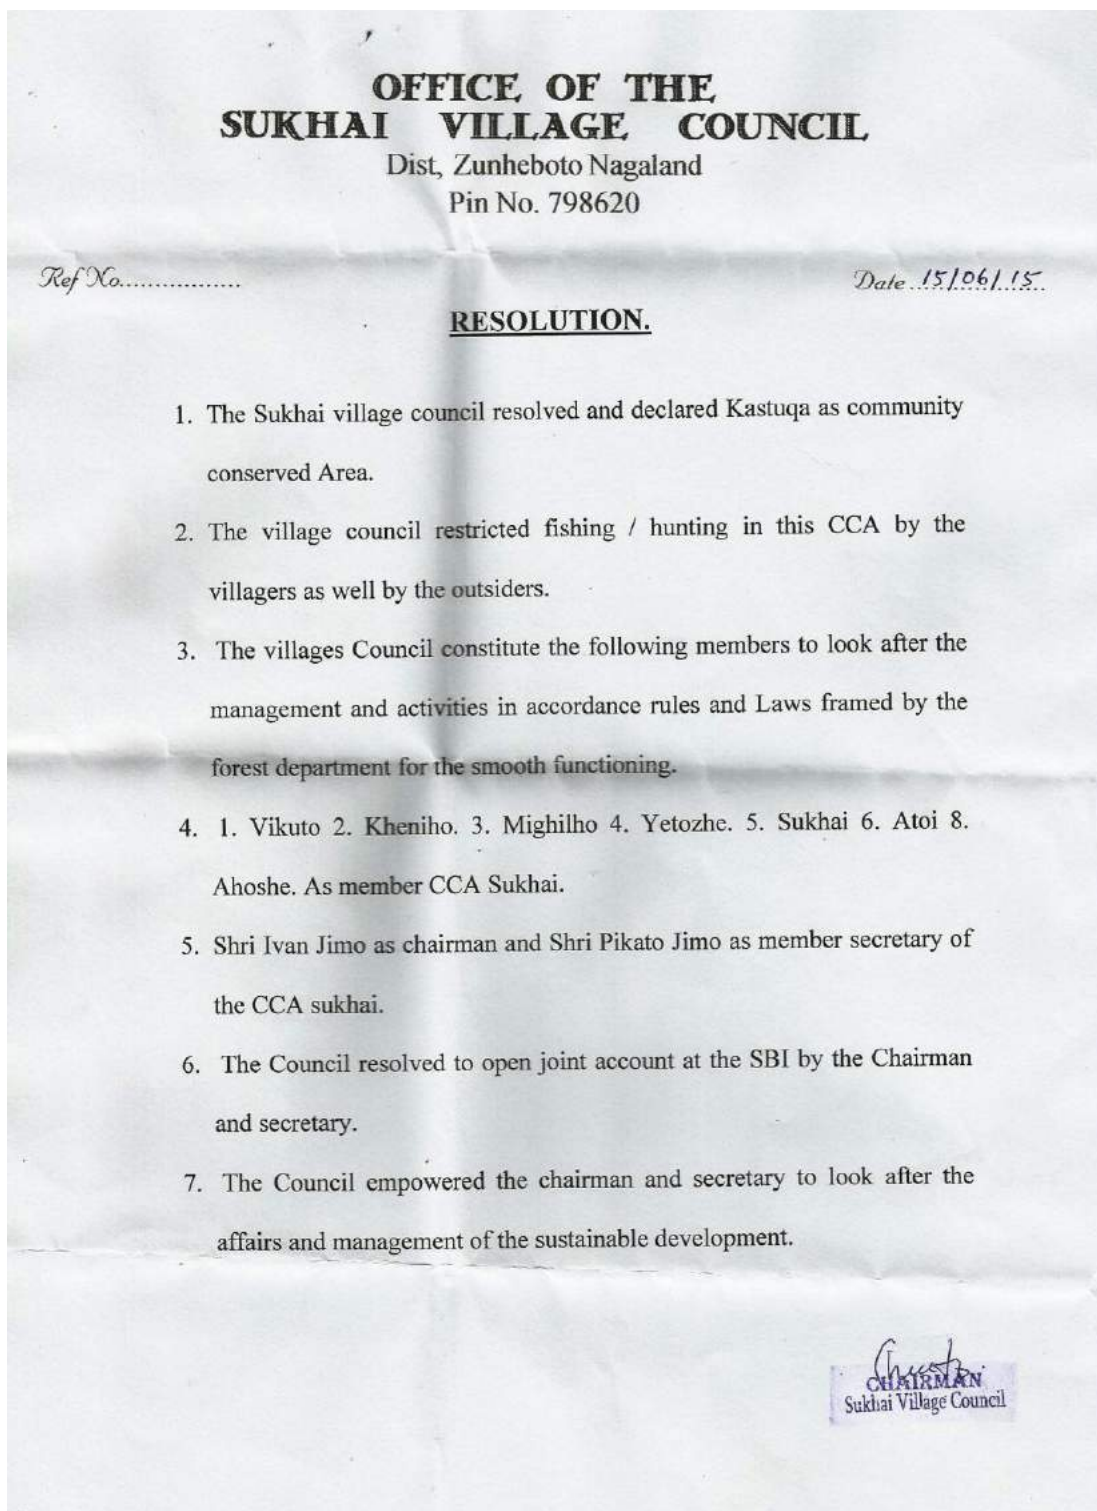 OFFICE OF THE
SUKHAI VILLAGE COUNCIL
Dist, Zunheboto Nagaland
Pin No. 798620
Ref No.................
Date 15/06/15
RESOLUTION.
1. The Sukhai village council resolved and declared Kastuqa as community
conserved Area.
2. The village council restricted fishing / hunting in this CCA by the
villagers as well by the outsiders.
3. The villages Council constitute the following members to look after the
management and activities in accordance rules and Laws framed by the
forest department for the smooth functioning.
4. 1. Vikuto 2. Kheniho. 3. Mighilho 4. Yetozhe. 5. Sukhai 6. Atoi 8.
Ahoshe. As member CCA Sukhai.
5. Shri Ivan Jimo as chairman and Shri Pikato Jimo as member secretary of
the CCA sukhai.
6. The Council resolved to open joint account at the SBI by the Chairman
and secretary.
7. The Council empowered the chairman and secretary to look after the
affairs and management of the sustainable development.
CHAIRMAN
Sukhai Village Council